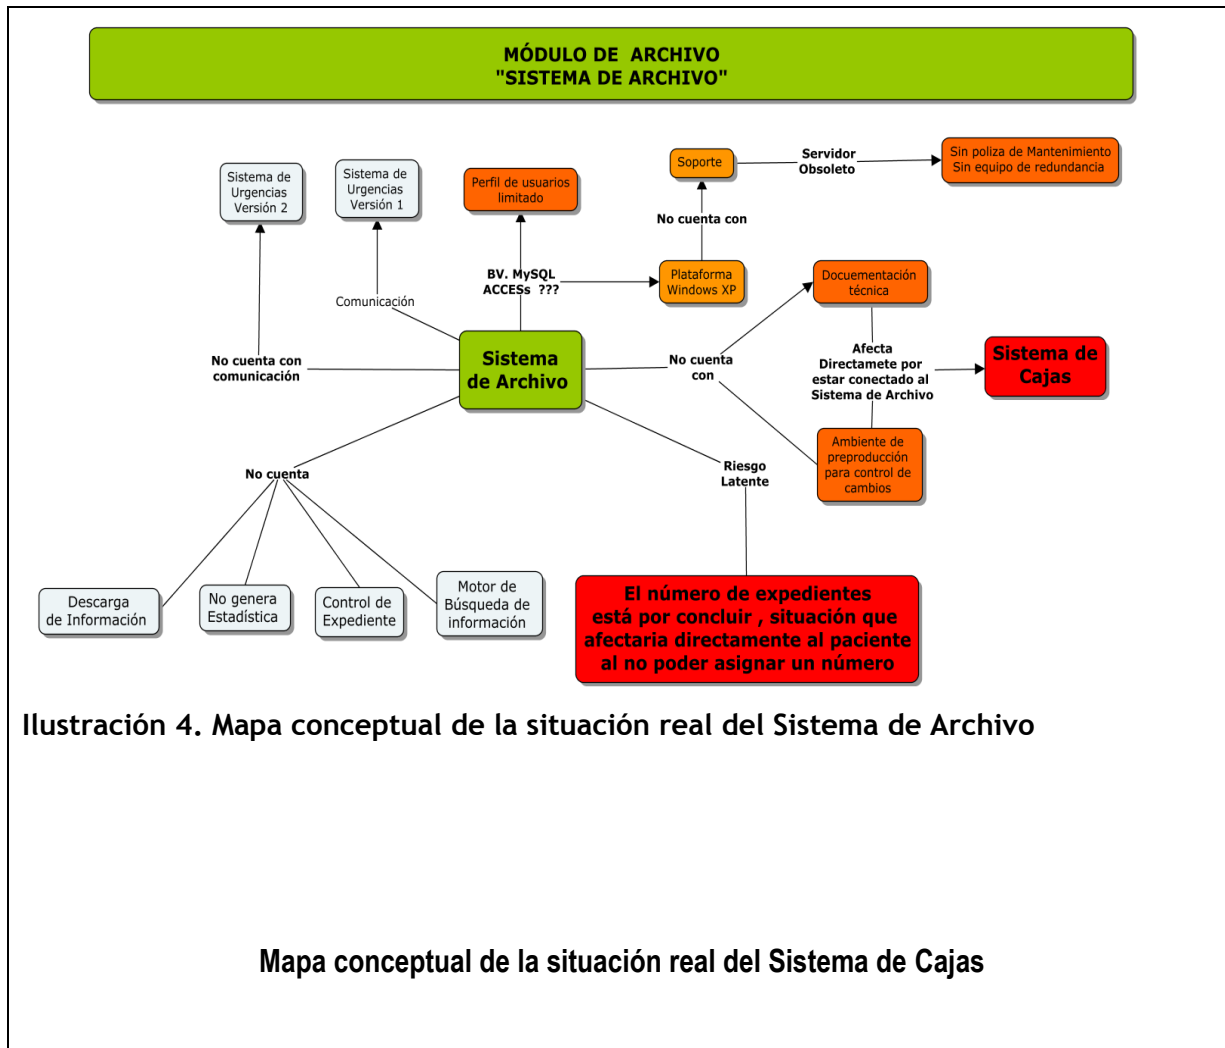 MÓDULO DE ARCHIVO
"SISTEMA DE ARCHIVO"
Sistema de
Urgencias
Versión 2
Sistema de
Urgencias
Versión 1
Perfil de usuarios
limitado
Soporte
Servidor
Obsoleto
Sin poliza de Mantenimiento
Sin equipo de redundancia
No cuenta con
BV. MySQL
ACCESs ???
Plataforma
Windows XP
Docuementación
técnica
Comunicación
No cuenta con
comunicación
Sistema
de Archivo
No cuenta
con
Afecta
Directamete por
estar conectado al
Sistema de Archivo
Sistema de
Cajas
Ambiente de
preproducción
para control de
cambios
No cuenta
Riesgo
Latente
Descarga
de Información
No genera
Estadística
Control de
Expediente
Motor de
Búsqueda de
información
El número de expedientes
está por concluir , situación que
afectaria directamente al paciente
al no poder asignar un número
Ilustración 4. Mapa conceptual de la situación real del Sistema de Archivo
Mapa conceptual de la situación real del Sistema de Cajas